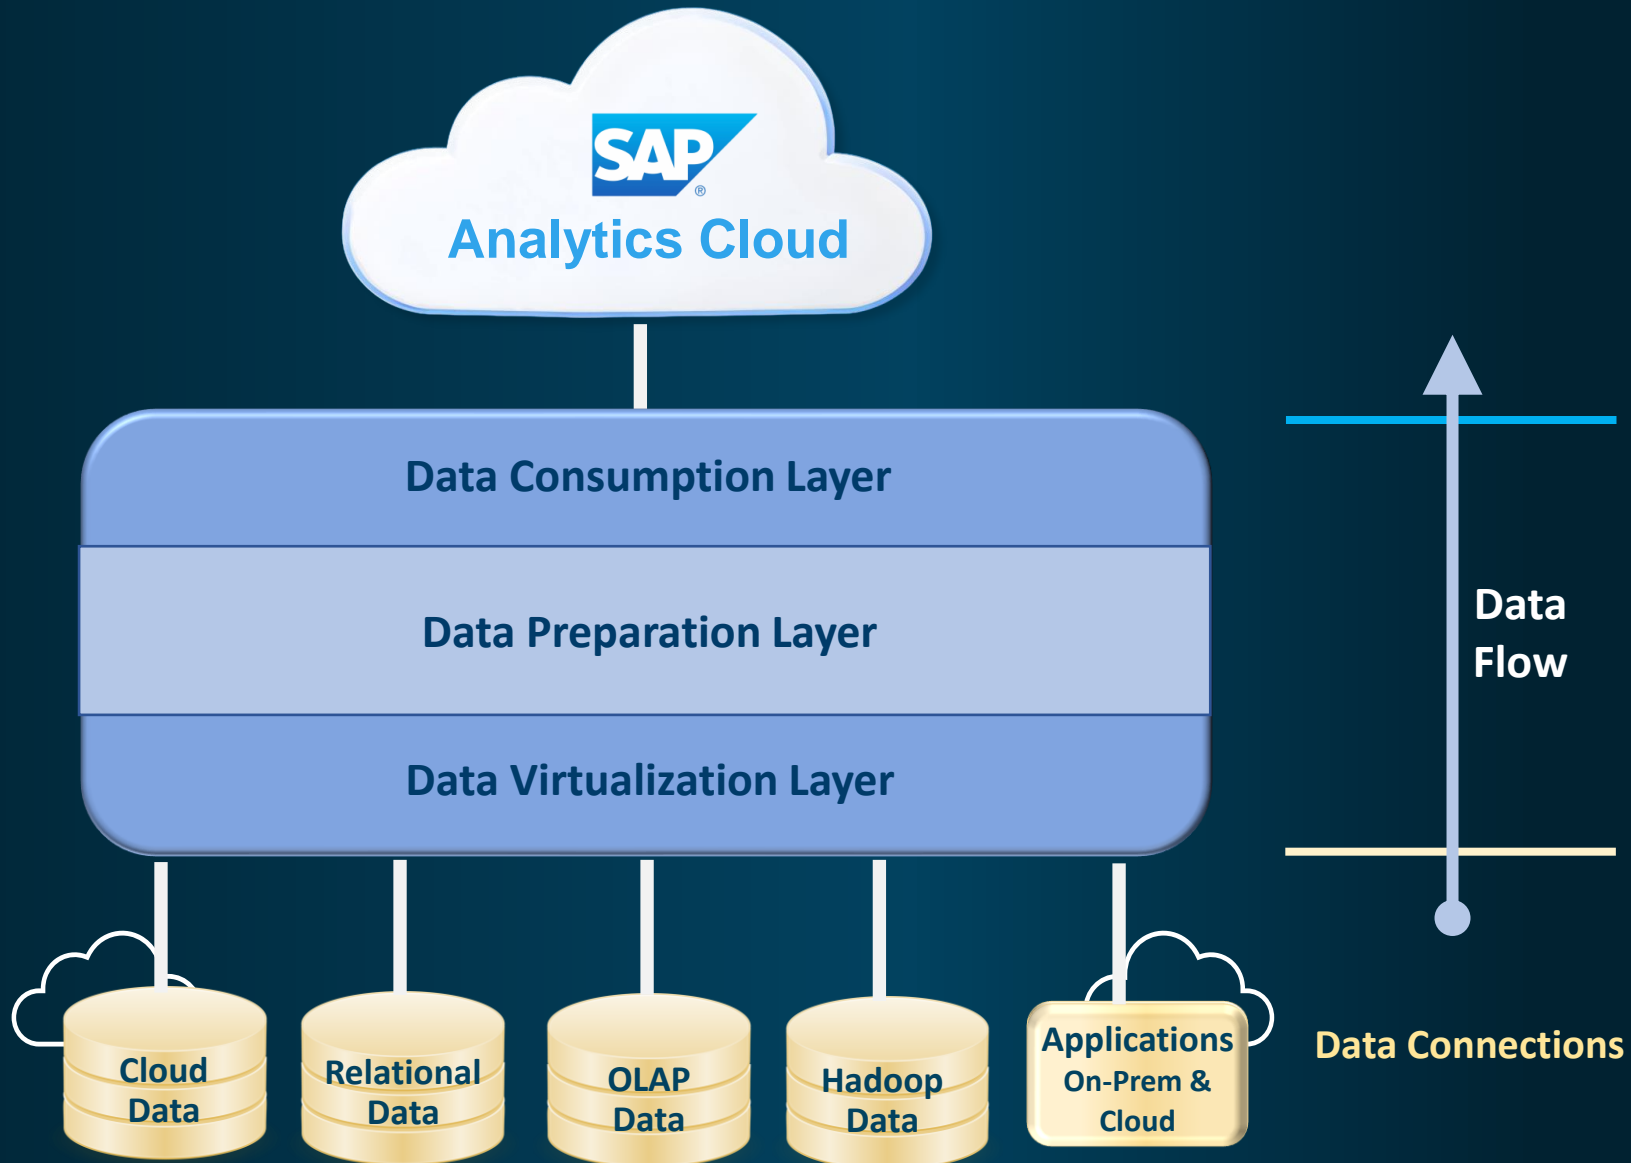 SAP
®
Analytics Cloud
Data Consumption Layer
Data Preparation Layer
Data Virtualization Layer
Data
Flow
Cloud
Data
Relational
Data
OLAP
Data
Hadoop
Data
Applications
On-Prem &
Cloud
Data Connections